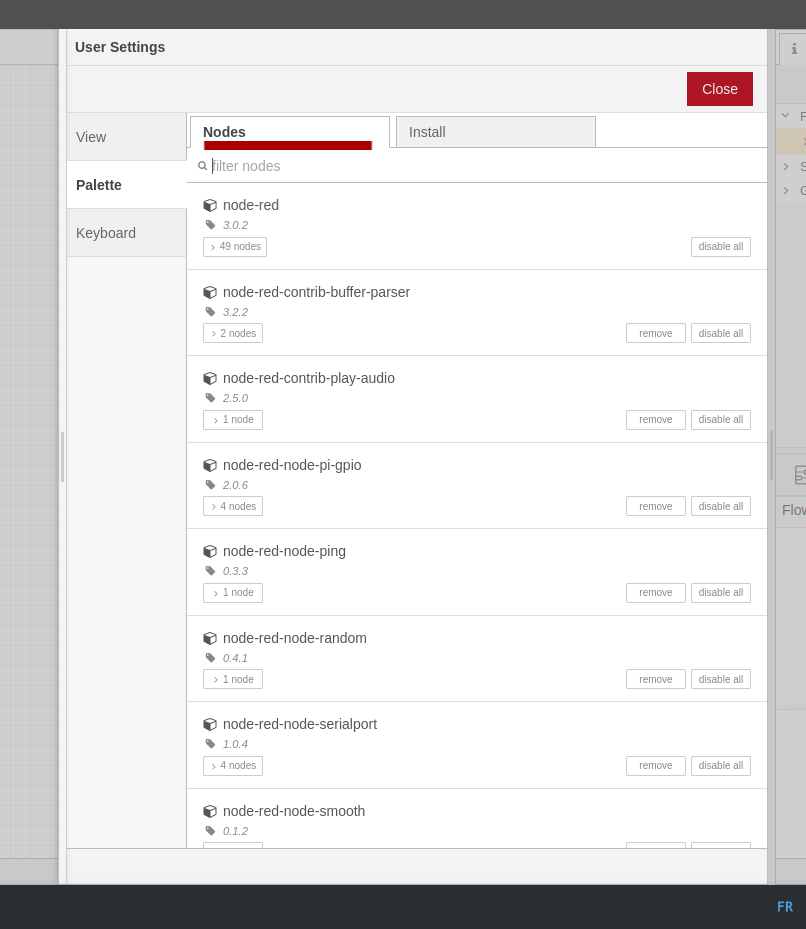 User Settings
Close
View
Palette
Keyboard
Nodes
Install
filter nodes
node-red
3.0.2
49 nodes
disable all
node-red-contrib-buffer-parser
3.2.2
2 nodes
remove
disable all
node-red-contrib-play-audio
2.5.0
1 node
remove
disable all
node-red-node-pi-gpio
2.0.6
4 nodes
remove
disable all
node-red-node-ping
0.3.3
1 node
remove
disable all
node-red-node-random
0.4.1
1 node
remove
disable all
node-red-node-serialport
1.0.4
4 nodes
remove
disable all
node-red-node-smooth
0.1.2
F
S
G
Flow
FR